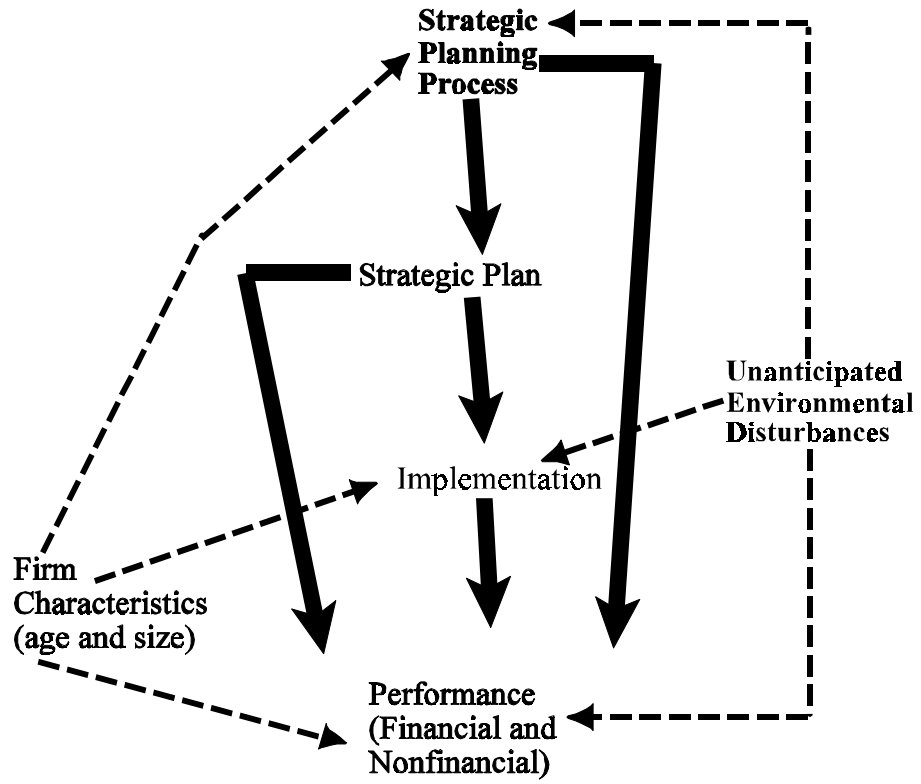 Strategic
Planning
Process
Strategic Plan
Unanticipated
Environmental
Disturbances
Implementation
Firm
Characteristics
(age and size)
Performance
(Financial and
Nonfinancial)